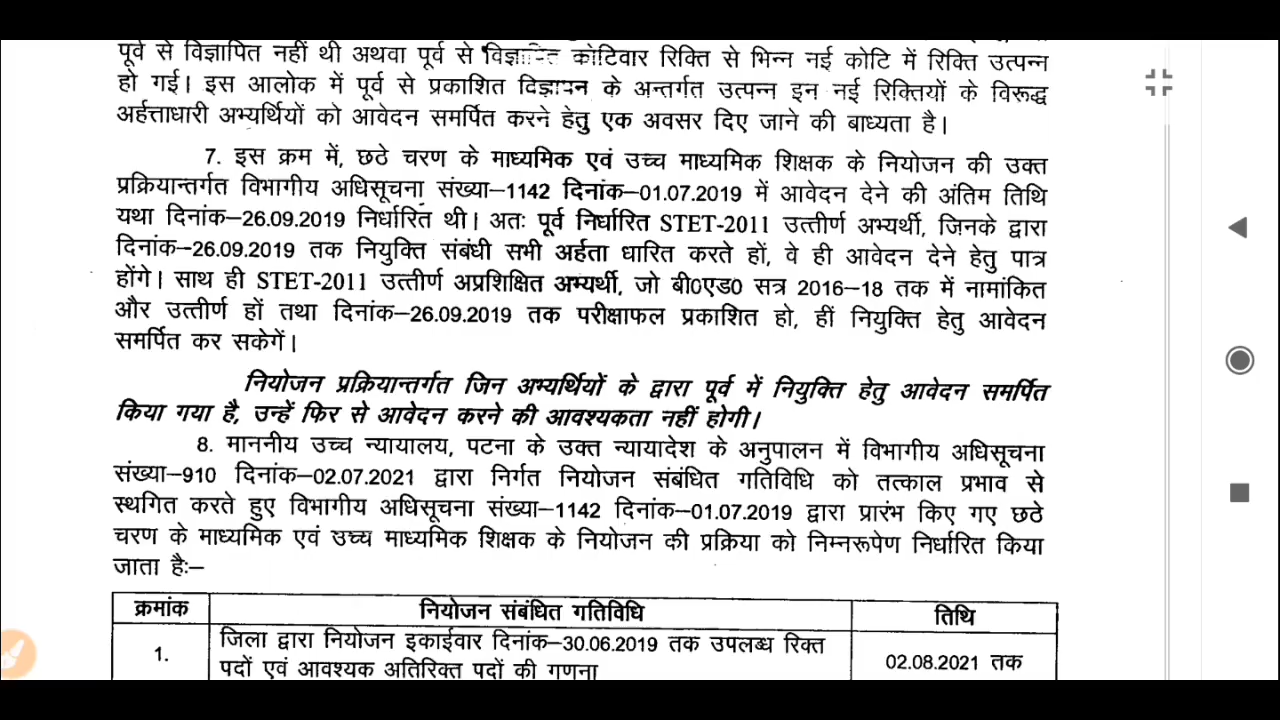 पूर्व से विज्ञापित नहीं थी अथवा पूर्व से विज्ञापित कोटिवार रिक्ति से भिन्न नई कोटि में रिक्ति उत्पन्न
हो गई। इस आलोक में पूर्व से प्रकाशित विज्ञापन के अन्तर्गत उत्पन्न इन नई रिक्तियों के विरूद्ध
अर्हत्ताधारी अभ्यर्थियों को आवेदन समर्पित करने हेतु एक अवसर दिए जाने की बाध्यता है।
7. इस क्रम में, छठे चरण के माध्यमिक एवं उच्च माध्यमिक शिक्षक के नियोजन की उक्त
प्रक्रियान्तर्गत विभागीय अधिसूचना संख्या–1142 दिनांक–01.07.2019 में आवेदन देने की अंतिम तिथि
यथा दिनांक–26.09.2019 निर्धारित थी। अतः पूर्व निर्धारित STET-2011 उत्तीर्ण अभ्यर्थी, जिनके द्वारा
दिनांक–26.09.2019 तक नियुक्ति संबंधी सभी अर्हता धारित करते हों, वे ही आवेदन देने हेतु पात्र
होंगे। साथ ही STET-2011 उत्तीर्ण अप्रशिक्षित अभ्यर्थी, जो बी0एड0 सत्र 2016–18 तक में नामांकित
और उत्तीर्ण हों तथा दिनांक–26.09.2019 तक परीक्षाफल प्रकाशित हो, हीं नियुक्ति हेतु आवेदन
समर्पित कर सकेगें।
नियोजन प्रक्रियान्तर्गत जिन अभ्यर्थियों के द्वारा पूर्व में नियुक्ति हेतु आवेदन समर्पित
किया गया है, उन्हें फिर से आवेदन करने की आवश्यकता नहीं होगी।
8. माननीय उच्च न्यायालय, पटना के उक्त न्यायादेश के अनुपालन में विभागीय अधिसूचना
संख्या–910 दिनांक–02.07.2021 द्वारा निर्गत नियोजन संबंधित गतिविधि को तत्काल प्रभाव से
स्थगित करते हुए विभागीय अधिसूचना संख्या–1142 दिनांक–01.07.2019 द्वारा प्रारंभ किए गए छठे
चरण के माध्यमिक एवं उच्च माध्यमिक शिक्षक के नियोजन की प्रक्रिया को निम्नरूपेण निर्धारित किया
जाता हैः–
क्रमांक नियोजन संबंधित गतिविधि तिथि
1. जिला द्वारा नियोजन इकाईवार दिनांक–30.06.2019 तक उपलब्ध रिक्त
पदों एवं आवश्यक अतिरिक्त पदों की गणना 02.08.2021 तक